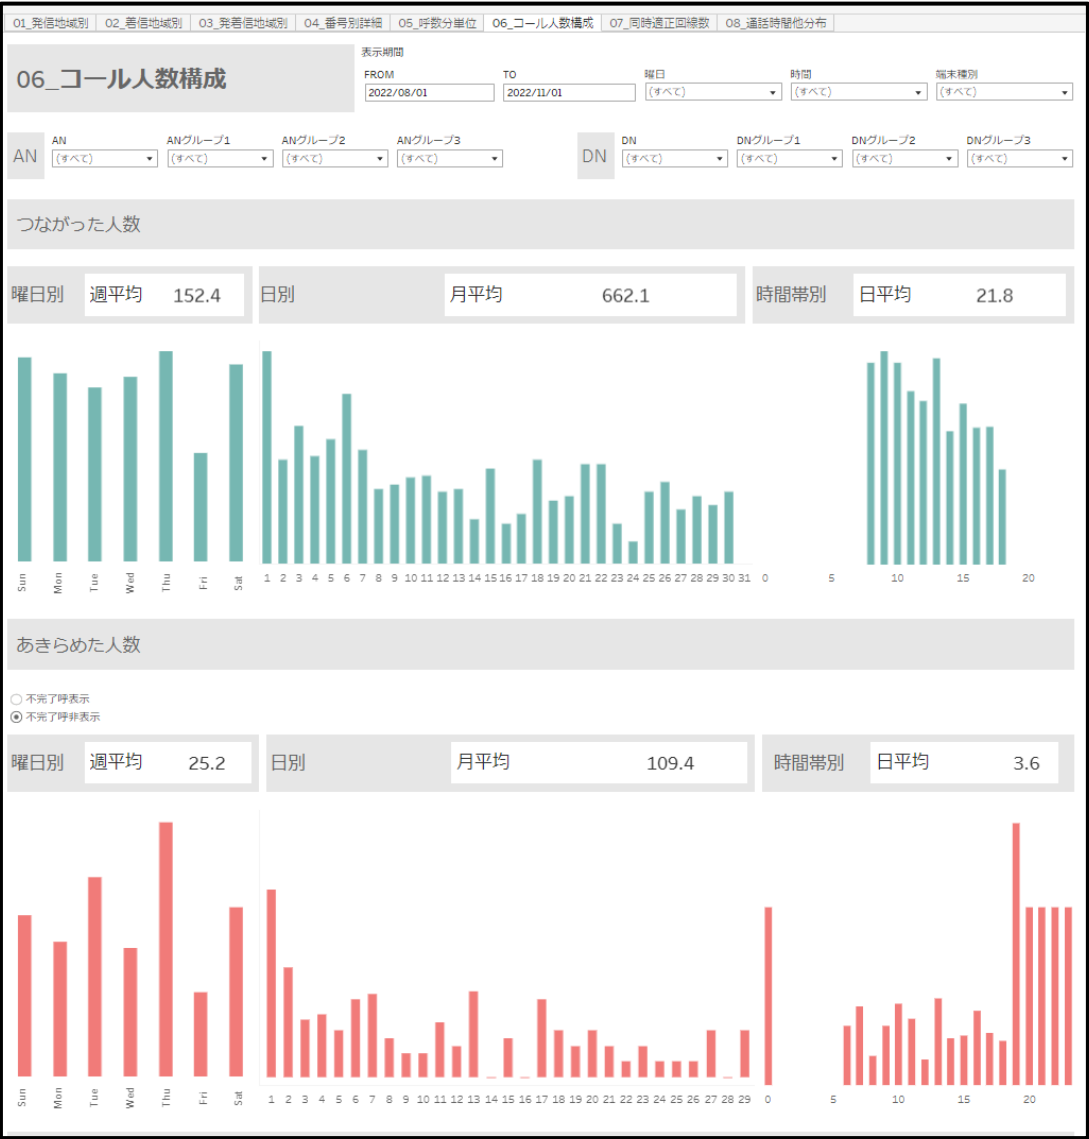 01_発信地域別 02_着信地域別 03_発着信地域別 04_番号別詳細 05_呼数分単位 06_コール人数構成 07_同時適正回線数 08_通話時間他分布
06_コール人数構成
表示期間
FROM TO 曜日 時間 端末種別
2022/08/01 2022/11/01 (すべて) (すべて) (すべて)
AN AN ANグループ1 ANグループ2 ANグループ3 DN DN DNグループ1 DNグループ2 DNグループ3
(すべて) (すべて) (すべて) (すべて) (すべて) (すべて) (すべて) (すべて)
つながった人数
曜日別 週平均 152.4 日別 月平均 662.1 時間帯別 日平均 21.8
Sun Mon Tue Wed Thu Fri Sat 1 2 3 4 5 6 7 8 9 10 11 12 13 14 15 16 17 18 19 20 21 22 23 24 25 26 27 28 29 30 31 0 5 10 15 20
あきらめた人数
不完了呼表示
不完了呼非表示
曜日別 週平均 25.2 日別 月平均 109.4 時間帯別 日平均 3.6
Sun Mon Tue Wed Thu Fri Sat 1 2 3 4 5 6 7 8 9 10 11 12 13 14 15 16 17 18 19 20 21 22 23 24 25 26 27 28 29 0 5 10 15 20